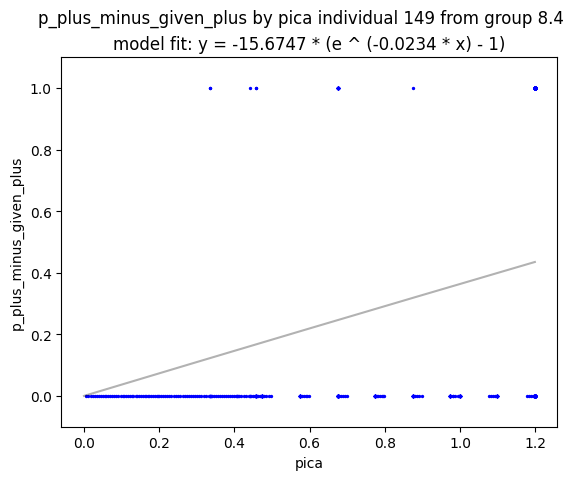 p_plus_minus_given_plus by pica individual 149 from group 8.4
model fit: y = -15.6747 * (e ^ (-0.0234 * x) - 1)
p_plus_minus_given_plus
1.0
0.8
0.6
0.4
0.2
0.0
0.0 0.2 0.4 0.6 0.8 1.0 1.2
pica